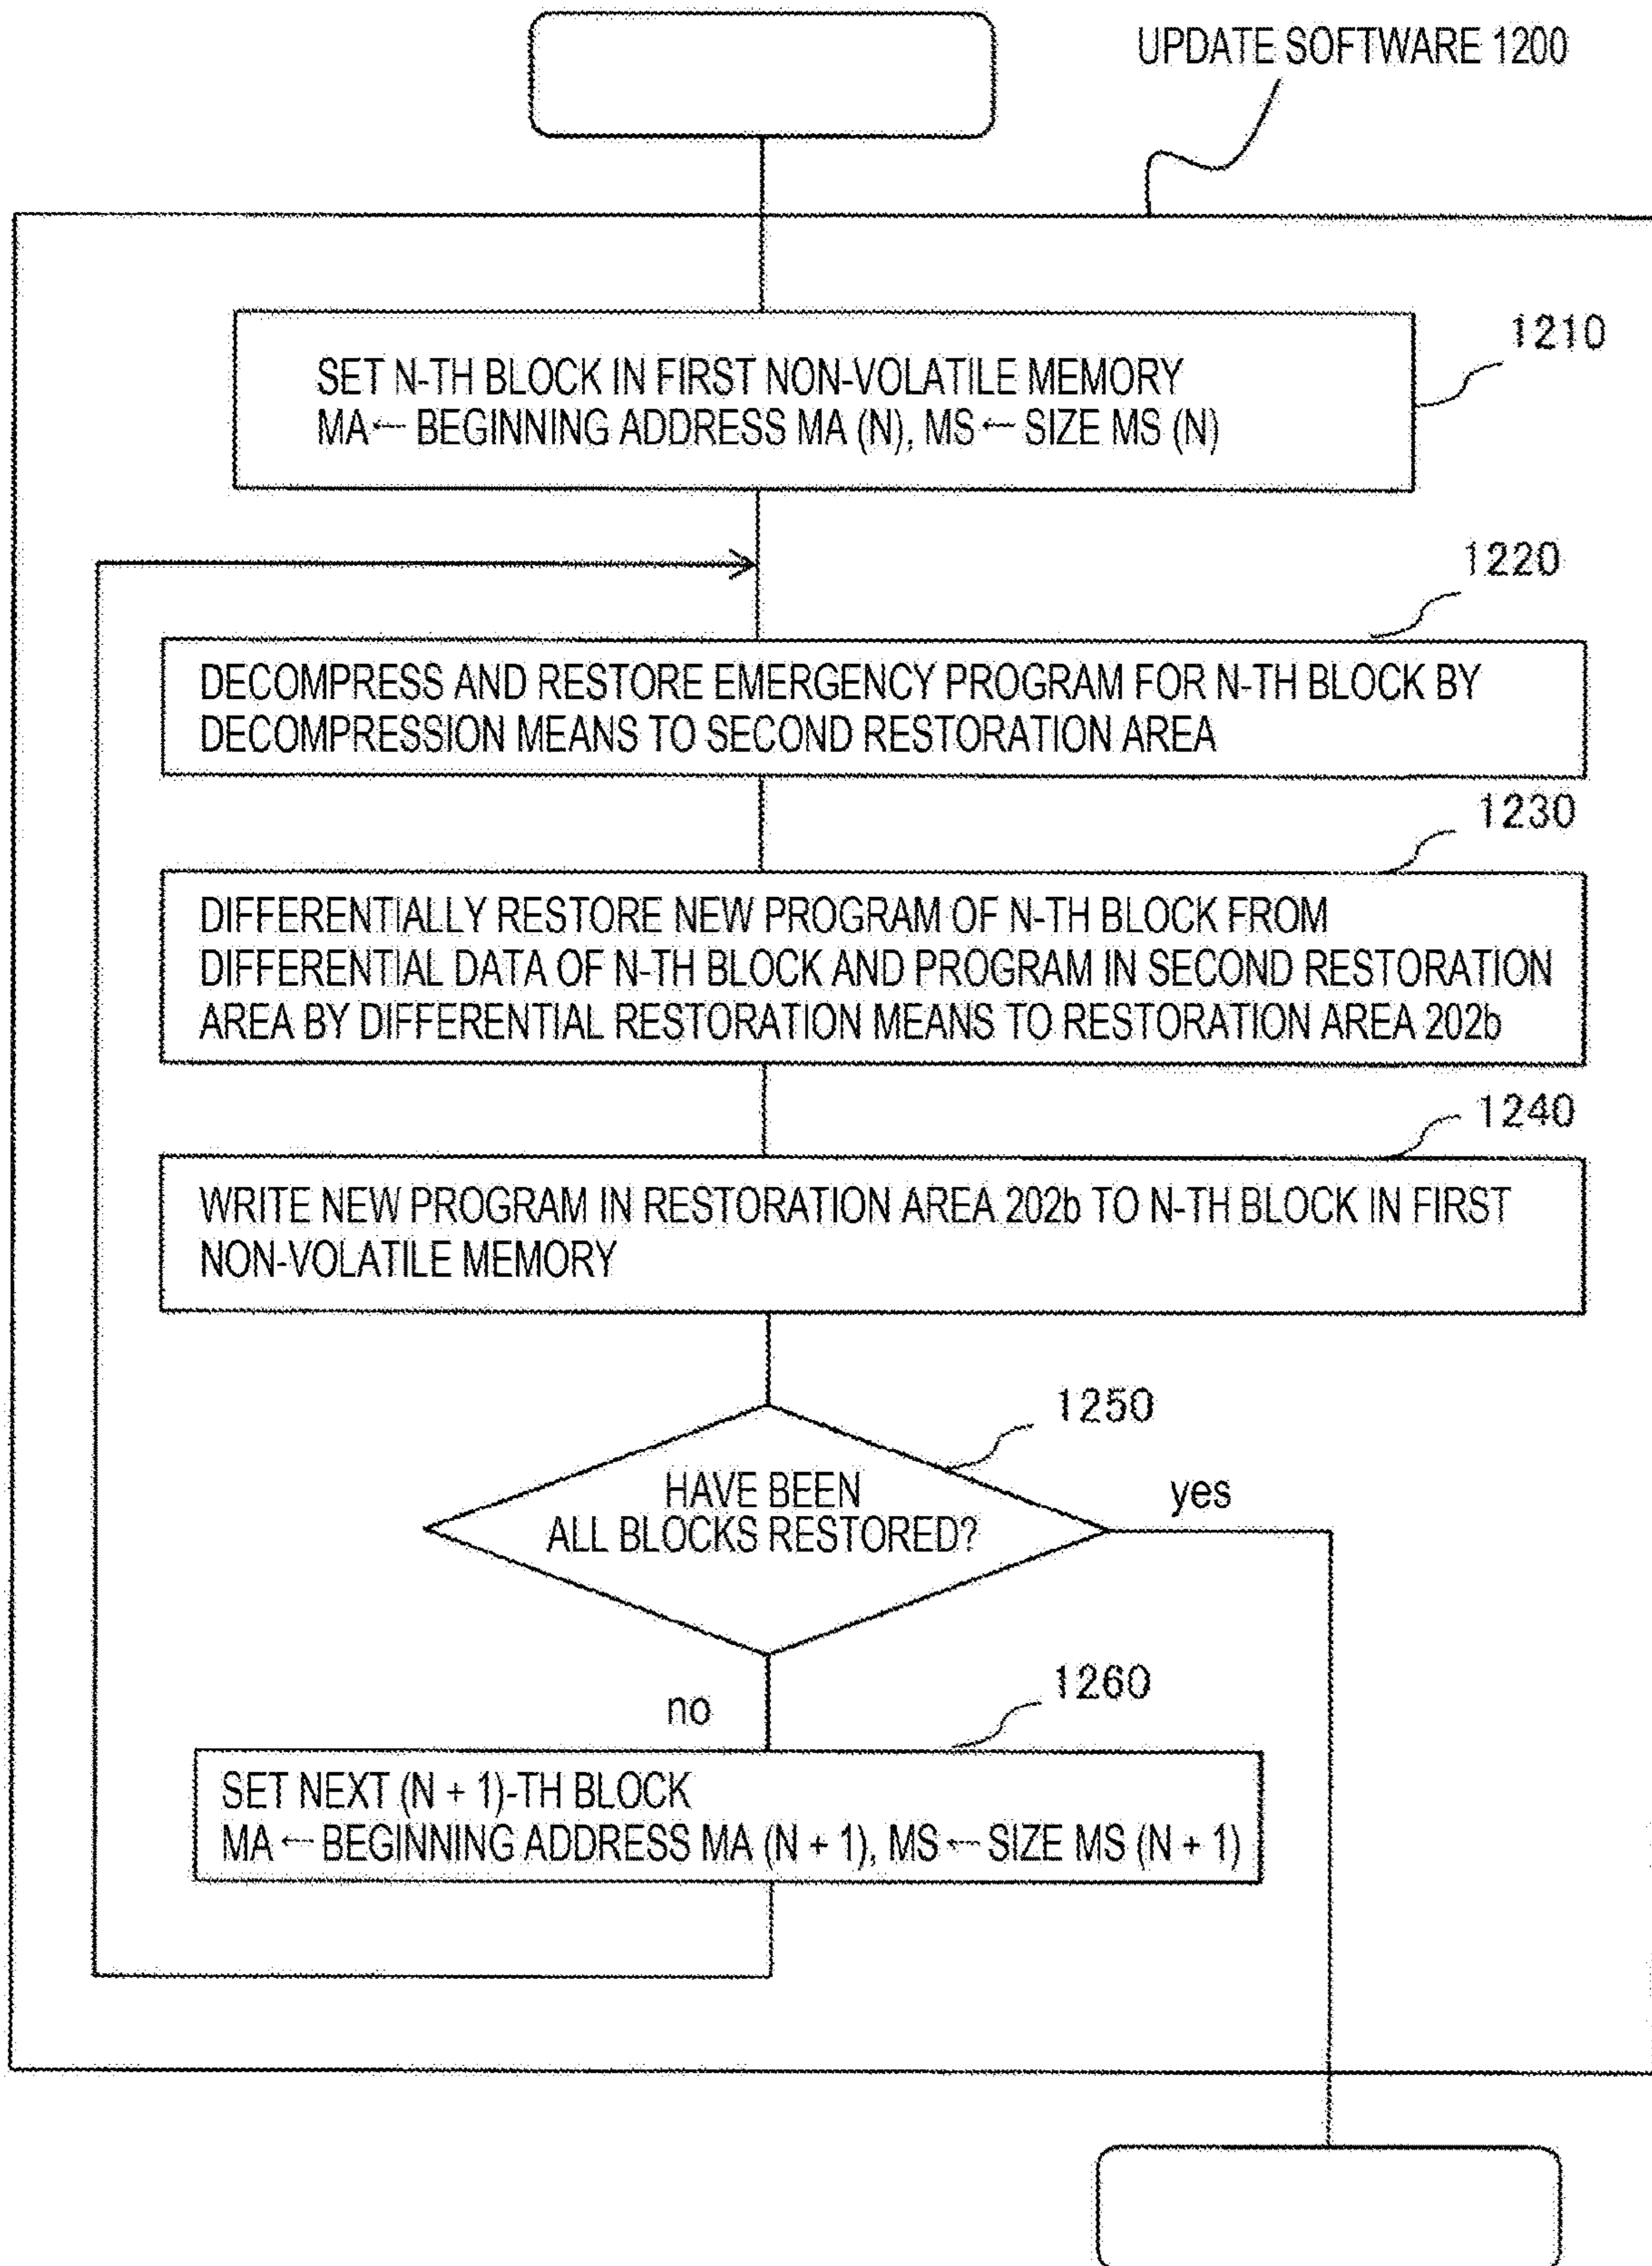 UPDATE SOFTWARE 1200
1210
SET N-TH BLOCK IN FIRST NON-VOLATILE MEMORY
MA← BEGINNING ADDRESS MA (N), MS← SIZE MS (N)
1220
DECOMPRESS AND RESTORE EMERGENCY PROGRAM FOR N-TH BLOCK BY
DECOMPRESSION MEANS TO SECOND RESTORATION AREA
1230
DIFFERENTIALLY RESTORE NEW PROGRAM OF N-TH BLOCK FROM
DIFFERENTIAL DATA OF N-TH BLOCK AND PROGRAM IN SECOND RESTORATION
AREA BY DIFFERENTIAL RESTORATION MEANS TO RESTORATION AREA 202b
1240
WRITE NEW PROGRAM IN RESTORATION AREA 202b TO N-TH BLOCK IN FIRST
NON-VOLATILE MEMORY
1250
HAVE BEEN
ALL BLOCKS RESTORED?
yes
no
1260
SET NEXT (N + 1)-TH BLOCK
MA ← BEGINNING ADDRESS MA (N + 1), MS ← SIZE MS (N + 1)